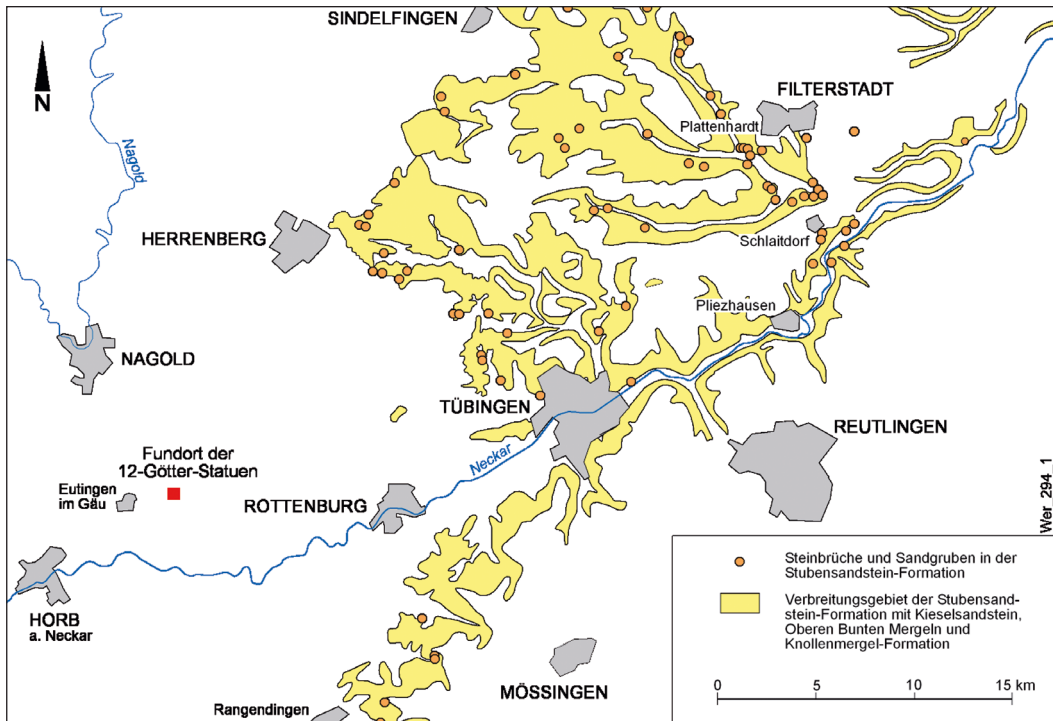 SINDELFINGEN
N
FILTERSTADT
Plattenhardt
Nagold
HERRENBERG
Schlaitdorf
Pliezhausen
NAGOLD
TÜBINGEN
REUTLINGEN
Fundort der
12-Götter-Statuen
Neckar
Eutingen
im Gäu
ROTTENBURG
Wer_294_1
HORB
a. Neckar
MÖSSINGEN
Rangendingen
Steinbrüche und Sandgruben in der
Stubensandstein-Formation
Verbreitungsgebiet der Stubensand-
stein-Formation mit Kieselsandstein,
Oberen Bunten Mergeln und
Knollenmergel-Formation
0 5 10 15 km